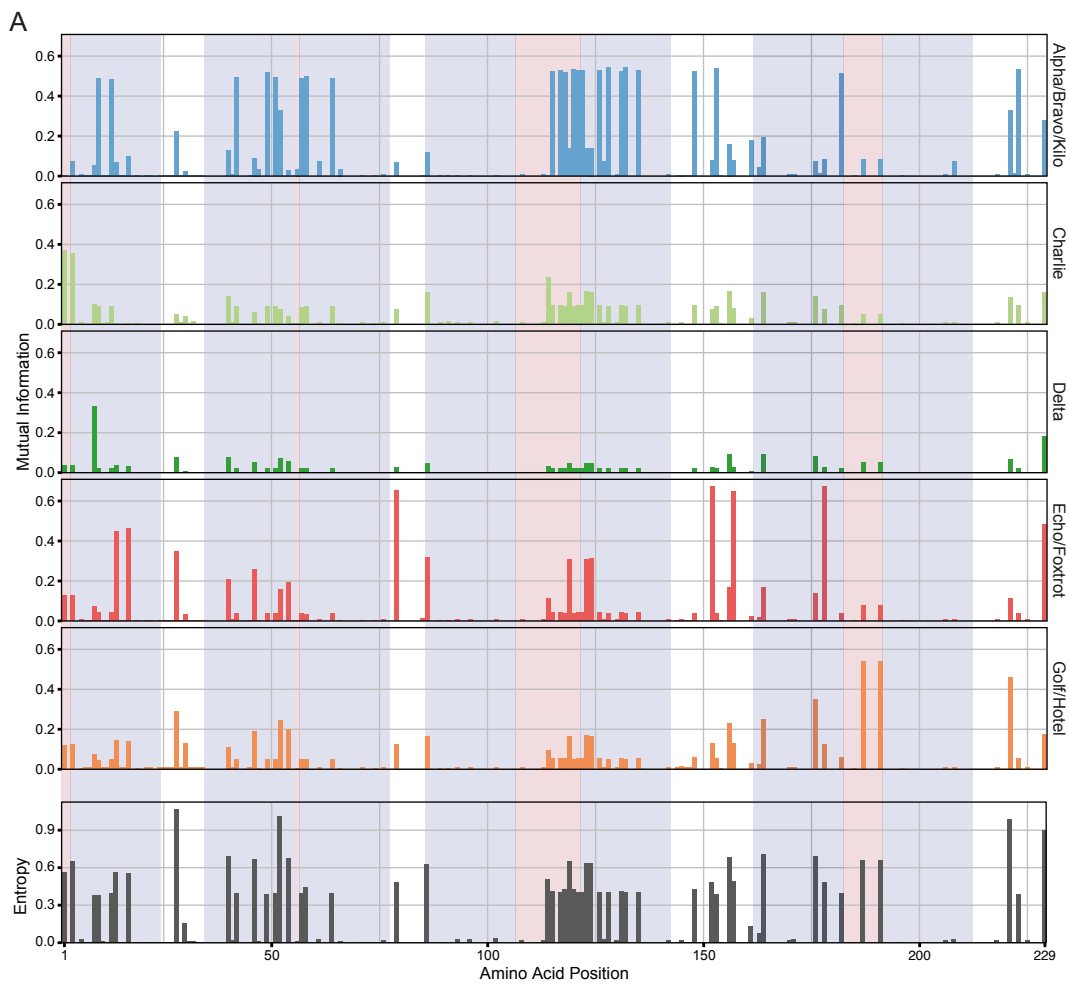 A
0.6
0.4
0.2
0.0
Alpha/Bravo/Kilo
0.6
0.4
0.2
0.0
Charlie
Mutual Information
0.6
0.4
0.2
0.0
Delta
0.6
0.4
0.2
0.0
Echo/Foxtrot
0.6
0.4
0.2
0.0
Golf/Hotel
Entropy
0.9
0.6
0.3
0.0
1 50 100 150 200 229
Amino Acid Position